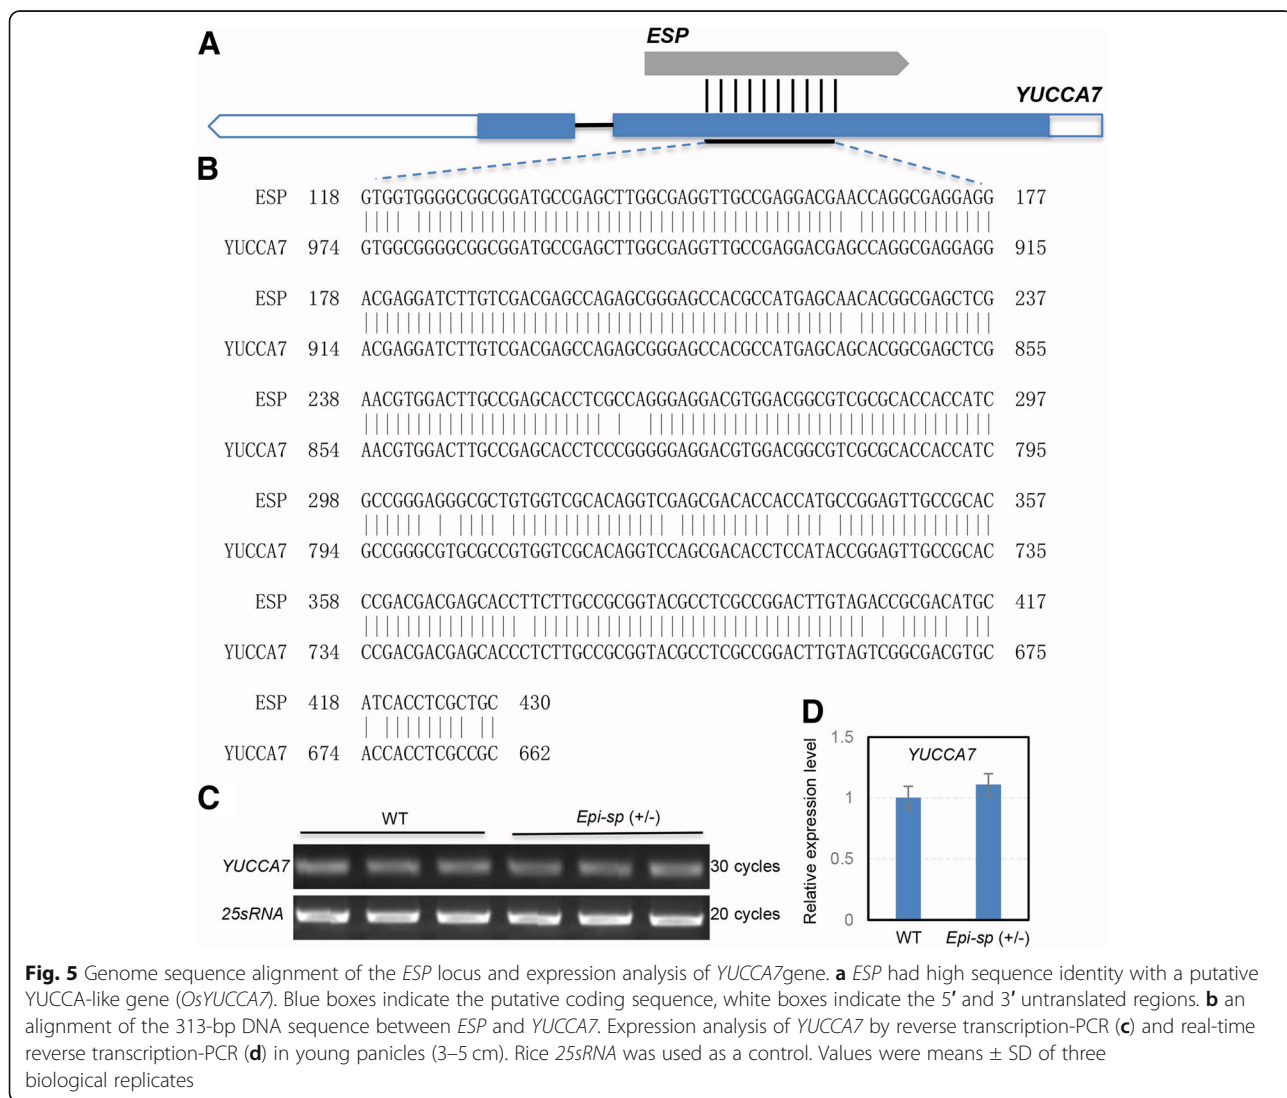 A
ESP
YUCCA7
B
ESP 118 GTGGTGGGGCGGCGGATGCCGAGCTTGGCGAGGTTGCCGAGGACGAACCAGGCGAGGAGG 177
YUCCA7 974 GTGGCGGGGCGGCGGATGCCGAGCTTGGCGAGGTTGCCGAGGACGAGCCAGGCGAGGAGG 915
ESP 178 ACGAGGATCTTGTCGACGAGCCAGAGCGGGAGCCACGCCATGAGCAACACGGCGAGCTCG 237
YUCCA7 914 ACGAGGATCTTGTCGACGAGCCAGAGCGGGAGCCACGCCATGAGCAGCACGGCGAGCTCG 855
ESP 238 AACGTGGACTTGCCGAGCACCTCGCCAGGGAGGACGTGGACGGCGTCGCGCACCACCATC 297
YUCCA7 854 AACGTGGACTTGCCGAGCACCTCCCGGGGGAGGACGTGGACGGCGTCGCGCACCACCATC 795
ESP 298 GCCGGGAGGGCGCTGTGGTCGCACAGGTCGAGCGACACCACCATGCCGGAGTTGCCGCAC 357
YUCCA7 794 GCCGGGCGTGCGCCGTGGTCGCACAGGTCCAGCGACACCTCCATACCGGAGTTGCCGCAC 735
ESP 358 CCGACGACGAGCACCTTCTTGCCGCGGTACGCCTCGCCGGACTTGTAGACCGCGACATGC 417
YUCCA7 734 CCGACGACGAGCACCCTCTTGCCGCGGTACGCCTCGCCGGACTTGTAGTCGGCGACGTGC 675
ESP 418 ATCACCTCGCTGC 430
YUCCA7 674 ACCACCTCGCCGC 662
C
WT Epi-sp (+/-)
YUCCA7 30 cycles
25sRNA 20 cycles
D
Relative expression level
1.5
1
0.5
0
YUCCA7
WT Epi-sp (+/-)
Fig. 5 Genome sequence alignment of the ESP locus and expression analysis of YUCCA7gene. a ESP had high sequence identity with a putative
YUCCA-like gene (OsYUCCA7). Blue boxes indicate the putative coding sequence, white boxes indicate the 5′ and 3′ untranslated regions. b an
alignment of the 313-bp DNA sequence between ESP and YUCCA7. Expression analysis of YUCCA7 by reverse transcription-PCR (c) and real-time
reverse transcription-PCR (d) in young panicles (3–5 cm). Rice 25sRNA was used as a control. Values were means ± SD of three
biological replicates